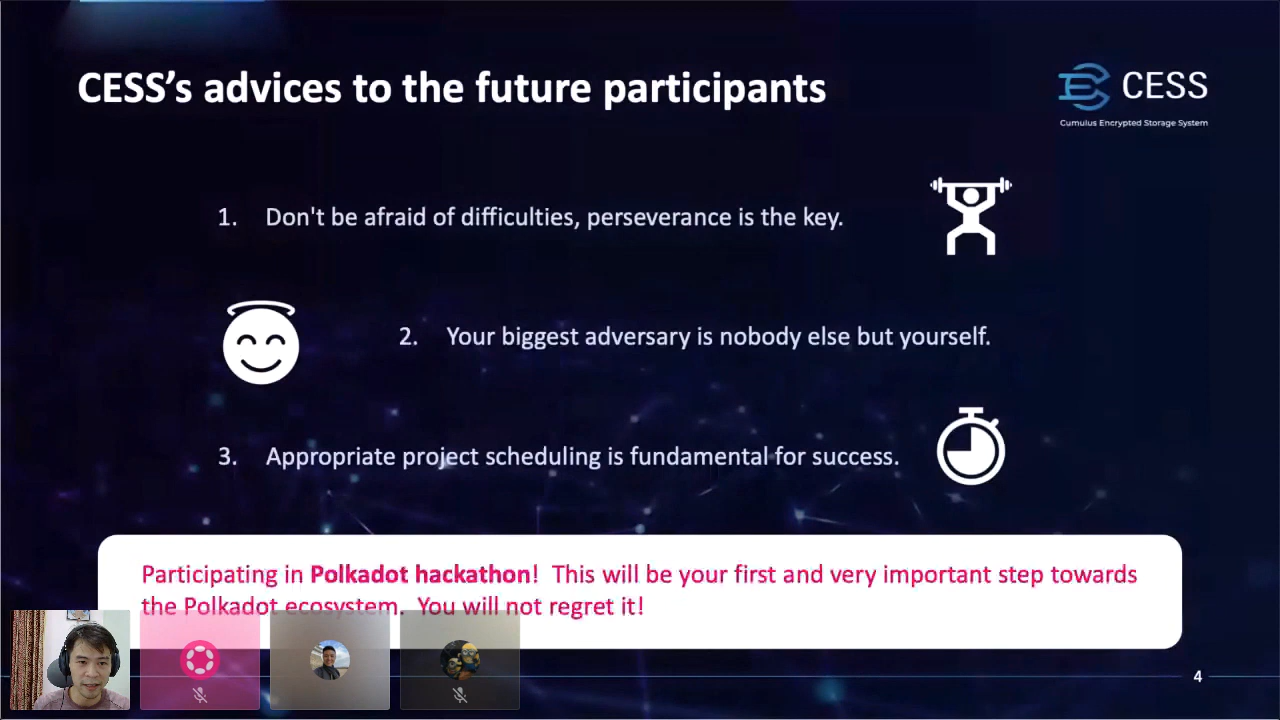 CESS’s advices to the future participants
CESS
Cumulus Encrypted Storage System
1. Don't be afraid of difficulties, perseverance is the key.
2. Your biggest adversary is nobody else but yourself.
3. Appropriate project scheduling is fundamental for success.
Participating in Polkadot hackathon!  This will be your first and very important step towards
the Polkadot ecosystem.  You will not regret it!
4